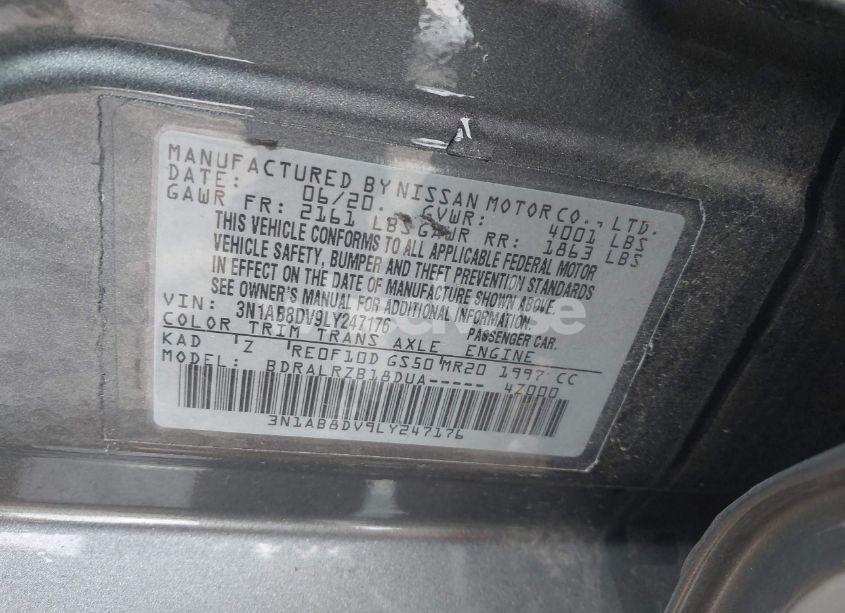 MANUFACTURED BY NISSAN MOTOR CO., LTD.
DATE: 06/20 GVWR: 4001 LBS
GAWR FR: 2161 LBS GAWR RR: 1863 LBS
THIS VEHICLE CONFORMS TO ALL APPLICABLE FEDERAL MOTOR
VEHICLE SAFETY, BUMPER AND THEFT PREVENTION STANDARDS
IN EFFECT ON THE DATE OF MANUFACTURE SHOWN ABOVE.
SEE OWNER'S MANUAL FOR ADDITIONAL INFORMATION.
VIN: 3N1AB8DV9LY247176 PASSENGER CAR.
COLOR TRIM TRANS AXLE ENGINE
KAD Z RE0F10D GS50 MR20 1997 CC
MODEL: BDRALRZB18DUA----- 4Z000
3N1AB8DV9LY247176